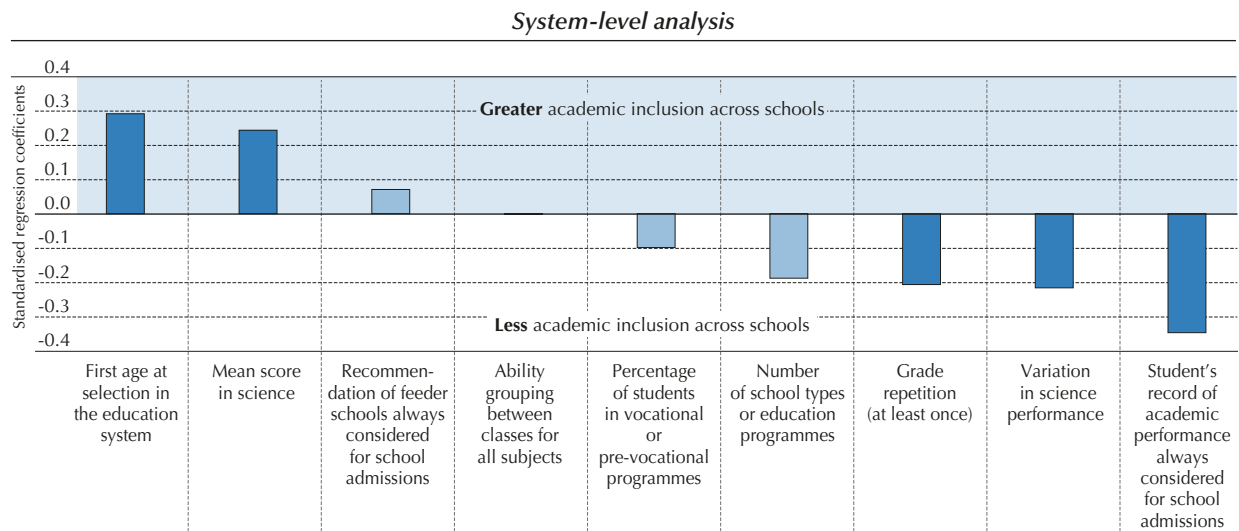 System-level analysis
Standardised regression coefficients
0.4
0.3
0.2
0.1
0.0
-0.1
-0.2
-0.3
-0.4
Greater academic inclusion across schools
Less academic inclusion across schools
First age at
selection in
the education
system
Mean score
in science
Recommen-
dation of feeder
schools always
considered
for school
admissions
Ability
grouping
between
classes for
all subjects
Percentage
of students
in vocational
or
pre-vocational
programmes
Number
of school types
or education
programmes
Grade
repetition
(at least once)
Variation
in science
performance
Student's
record of
academic
performance
always
considered
for school
admissions